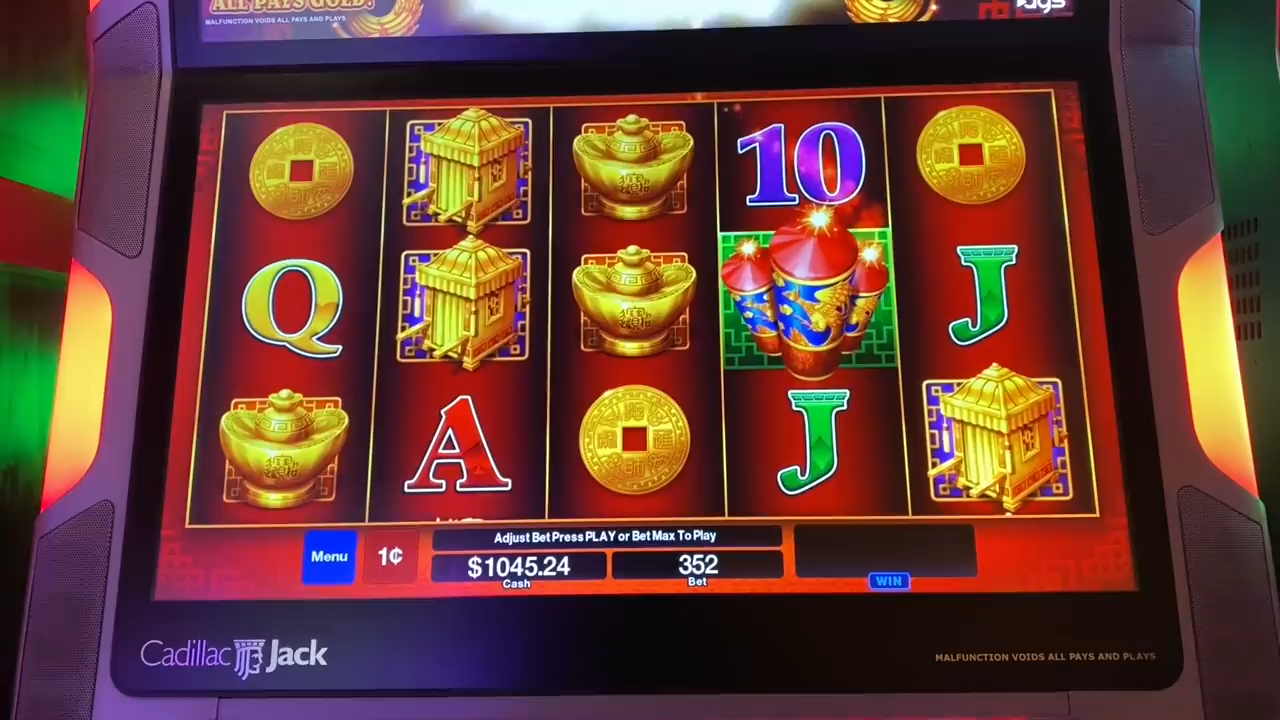 ALL PAYS GOLD!
MALFUNCTION VOIDS ALL PAYS AND PLAYS
10
Q
J
A
J
Menu
1¢
Adjust Bet Press PLAY or Bet Max To Play
$1045.24
Cash
352
Bet
WIN
Cadillac Jack
MALFUNCTION VOIDS ALL PAYS AND PLAYS